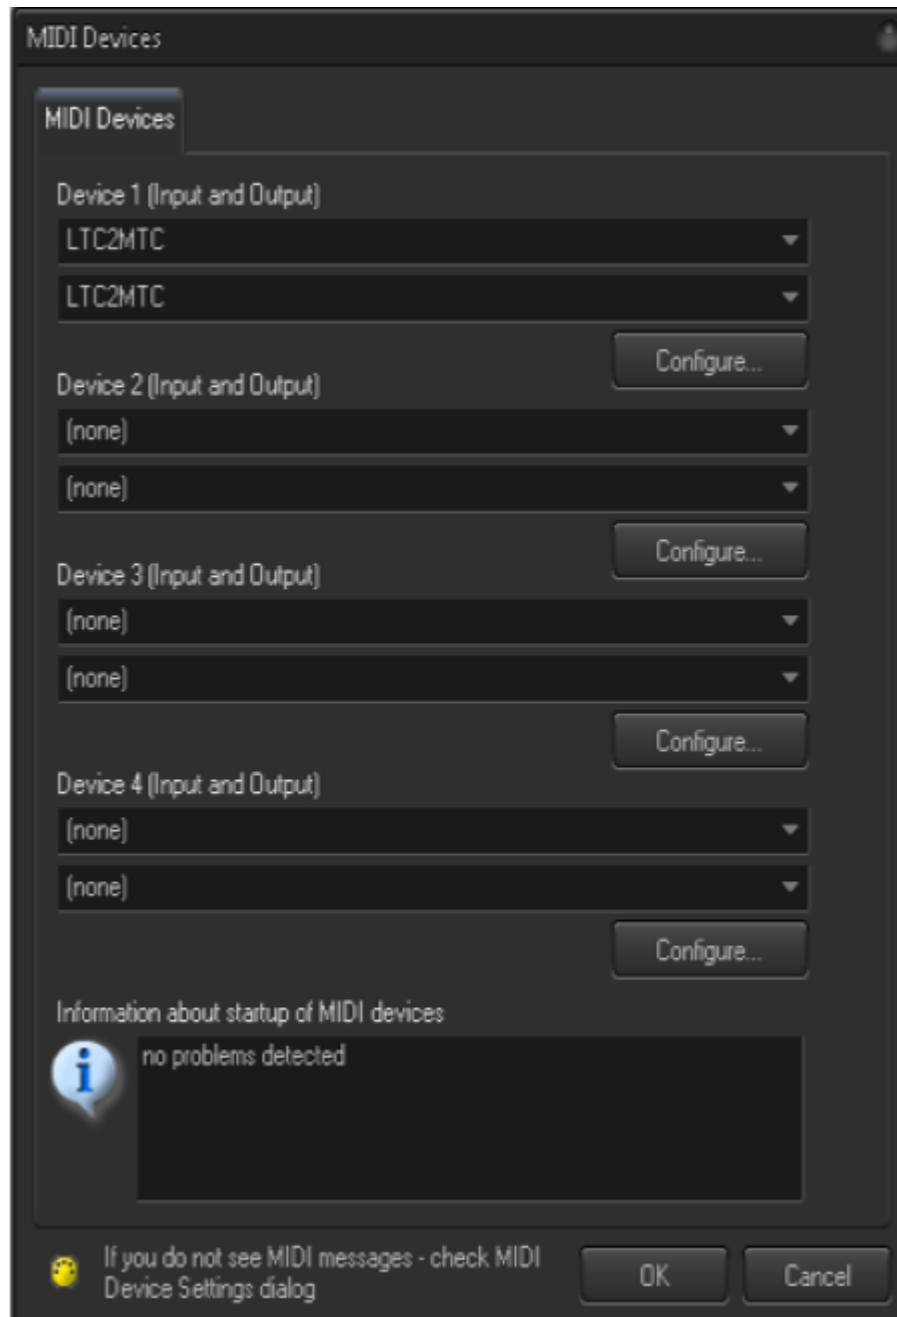 MIDI Devices
MIDI Devices
Device 1 (Input and Output)
LTC2MTC
LTC2MTC
Configure...
Device 2 (Input and Output)
(none)
(none)
Configure...
Device 3 (Input and Output)
(none)
(none)
Configure...
Device 4 (Input and Output)
(none)
(none)
Configure...
Information about startup of MIDI devices
no problems detected
If you do not see MIDI messages - check MIDI
Device Settings dialog
OK
Cancel